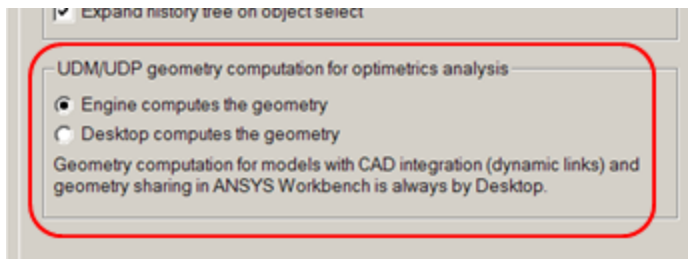 Expand history tree on object select
UDM/UDP geometry computation for optimetrics analysis
Engine computes the geometry
Desktop computes the geometry
Geometry computation for models with CAD integration (dynamic links) and
geometry sharing in ANSYS Workbench is always by Desktop.